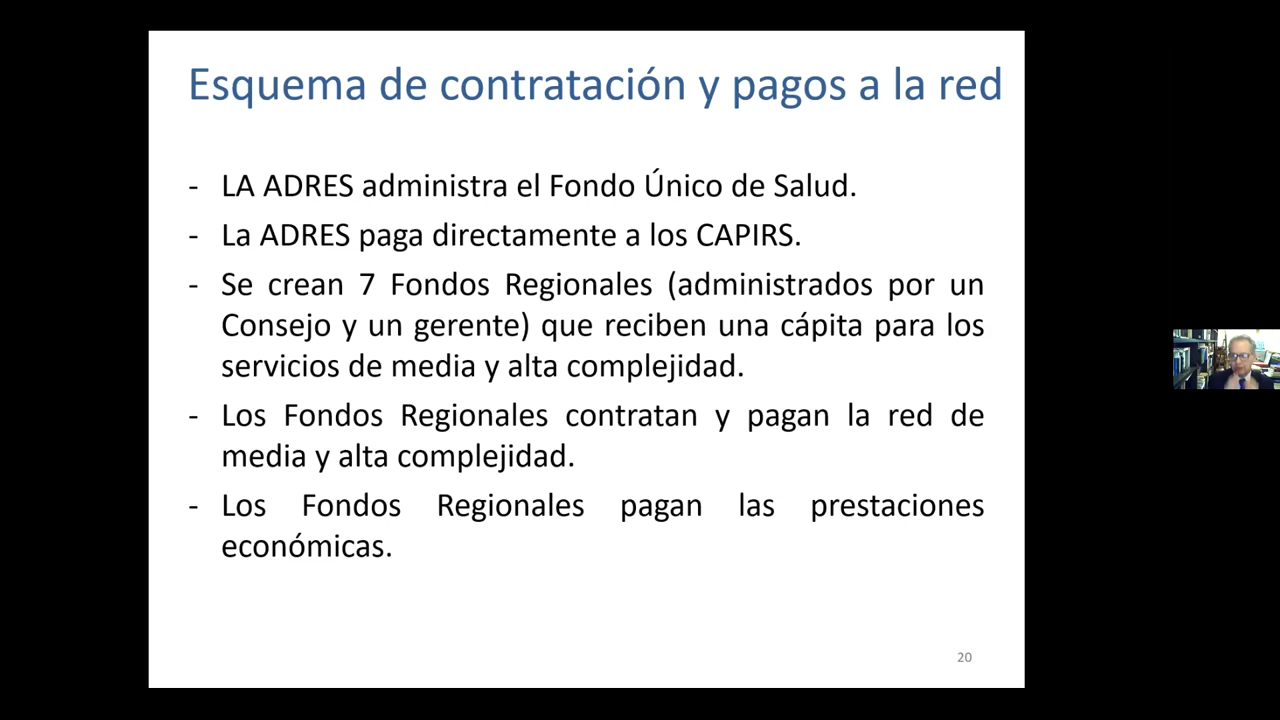 Esquema de contratación y pagos a la red
- LA ADRES administra el Fondo Único de Salud.
- La ADRES paga directamente a los CAPIRS.
- Se crean 7 Fondos Regionales (administrados por un
Consejo y un gerente) que reciben una cápita para los
servicios de media y alta complejidad.
- Los Fondos Regionales contratan y pagan la red de
media y alta complejidad.
- Los Fondos Regionales pagan las prestaciones
económicas.
20